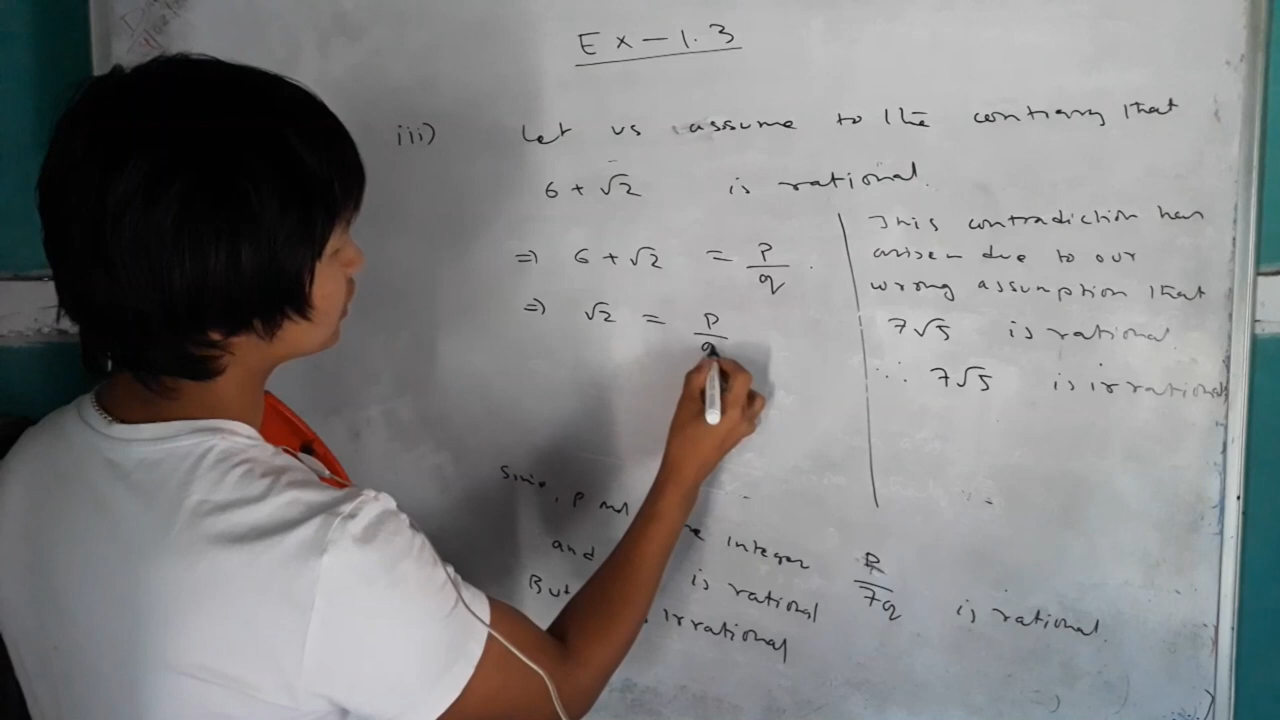 Ex-1.3
iii) Let us assume to the contrary that
6 + √2 is rational.
⇒ 6 + √2 = P/q.
⇒ √2 = P/q
This contradiction has
arisen due to our
wrong assumption that
7√5 is rational.
∴ 7√5 is irrational
Since, P and integer P/7q is rational.
and is rational
But irrational